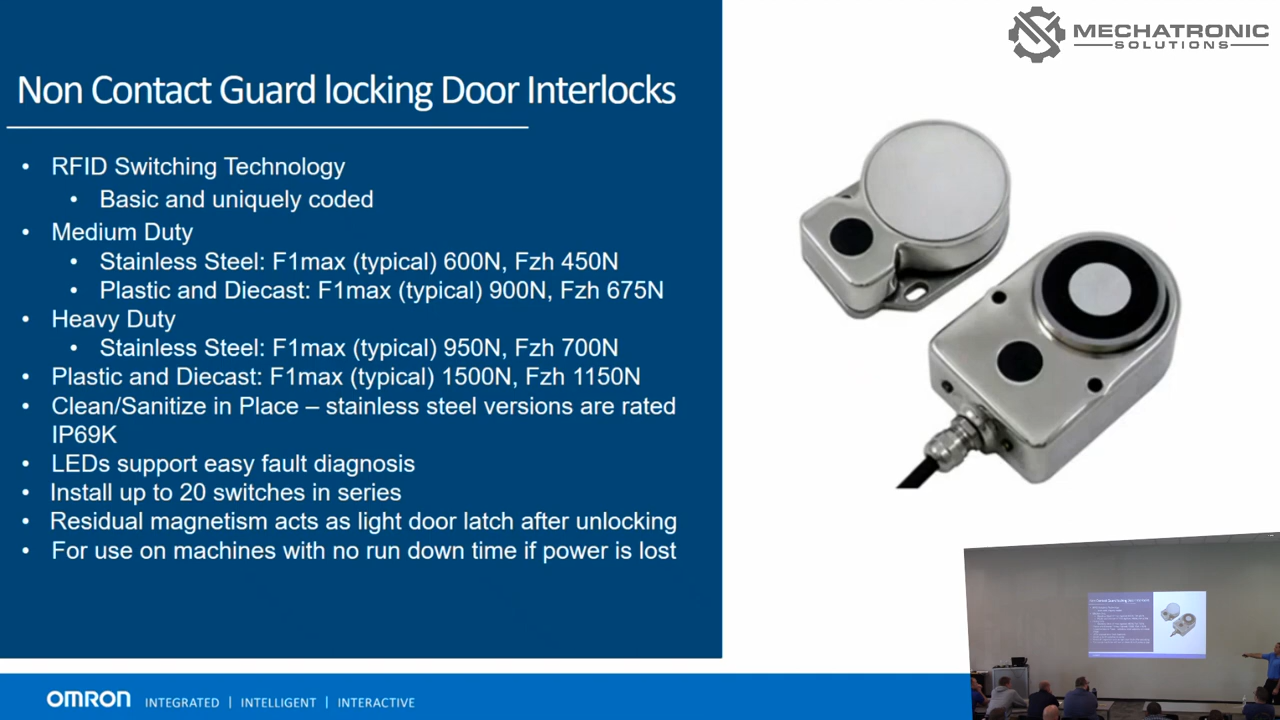 MECHATRONIC
SOLUTIONS
Non Contact Guard locking Door Interlocks
• RFID Switching Technology
• Basic and uniquely coded
• Medium Duty
• Stainless Steel: F1max (typical) 600N, Fzh 450N
• Plastic and Diecast: F1max (typical) 900N, Fzh 675N
• Heavy Duty
• Stainless Steel: F1max (typical) 950N, Fzh 700N
• Plastic and Diecast: F1max (typical) 1500N, Fzh 1150N
• Clean/Sanitize in Place – stainless steel versions are rated
IP69K
• LEDs support easy fault diagnosis
• Install up to 20 switches in series
• Residual magnetism acts as light door latch after unlocking
• For use on machines with no run down time if power is lost
OMRON INTEGRATED | INTELLIGENT | INTERACTIVE